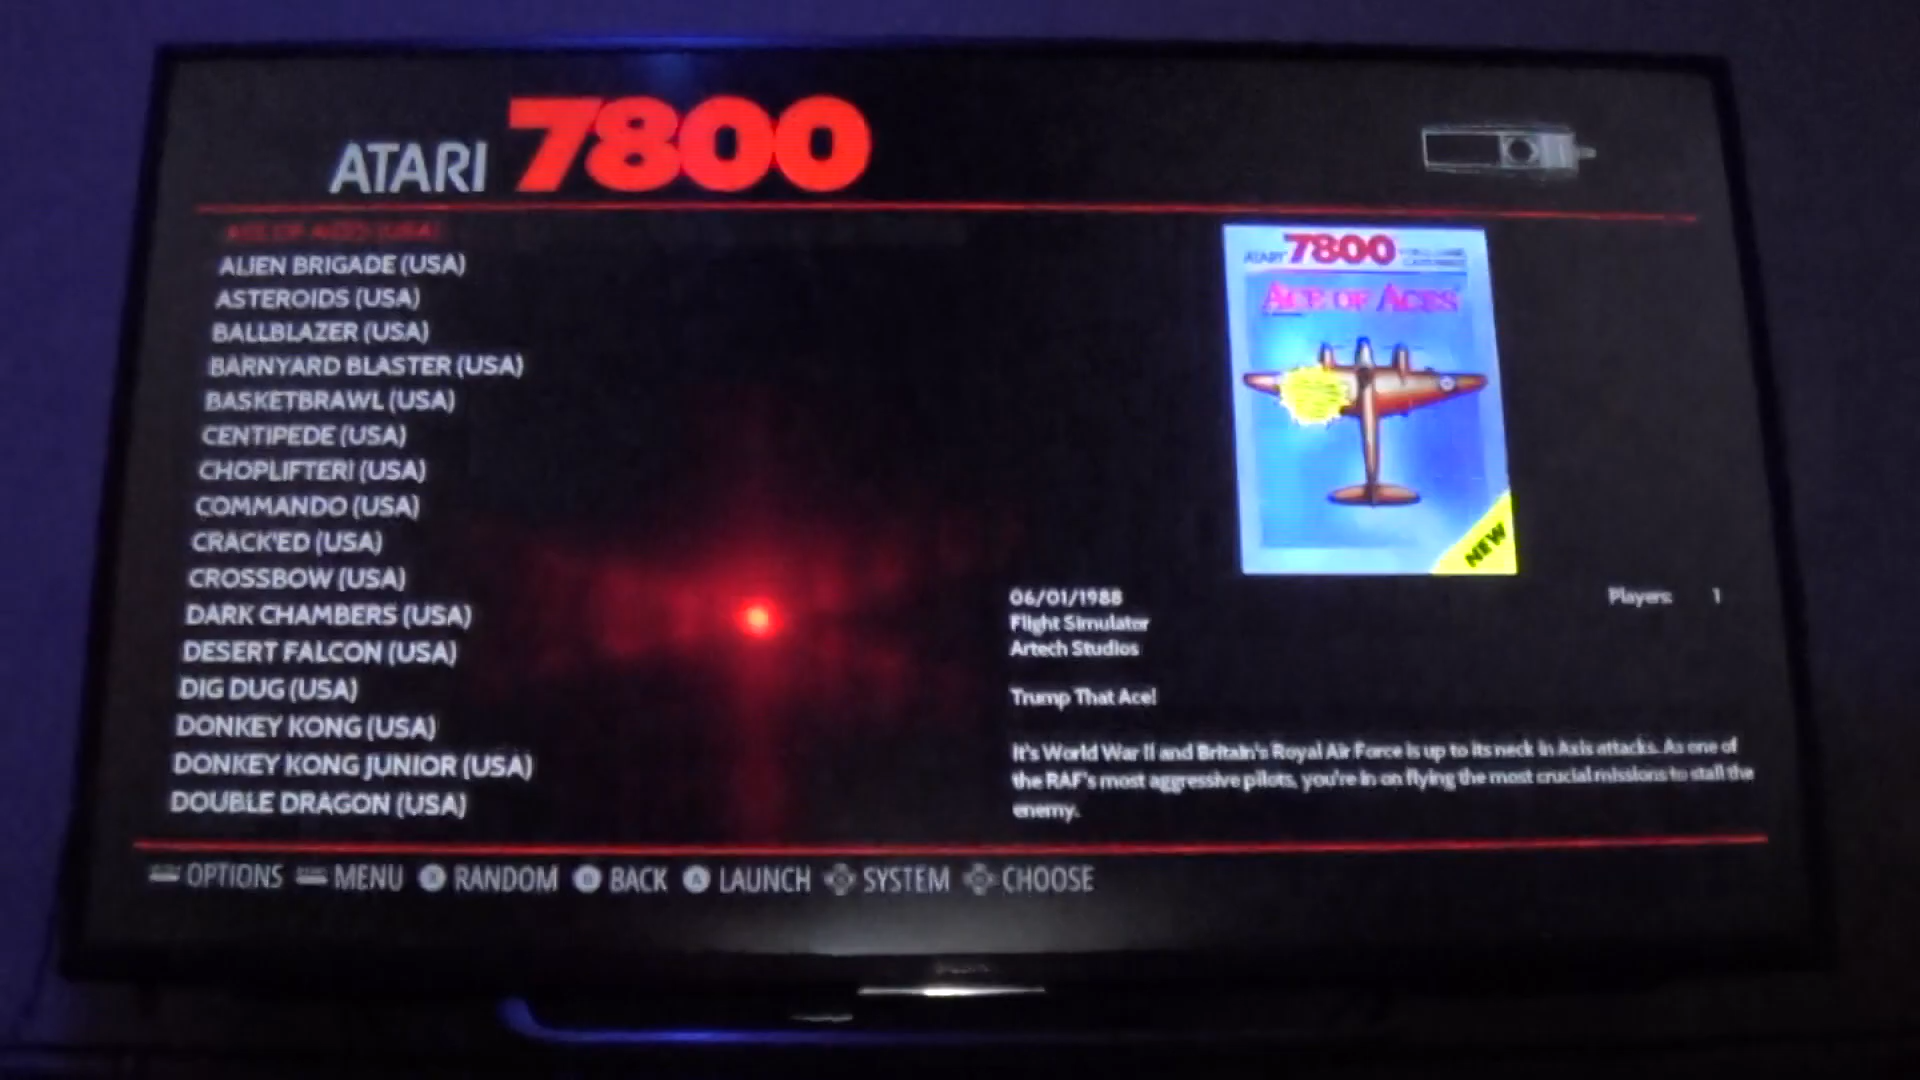 ATARI 7800
ACE OF ACES (USA)
ALIEN BRIGADE (USA)
ASTEROIDS (USA)
BALLBLAZER (USA)
BARNYARD BLASTER (USA)
BASKETBRAWL (USA)
CENTIPEDE (USA)
CHOPLIFTER! (USA)
COMMANDO (USA)
CRACK'ED (USA)
CROSSBOW (USA)
DARK CHAMBERS (USA)
DESERT FALCON (USA)
DIG DUG (USA)
DONKEY KONG (USA)
DONKEY KONG JUNIOR (USA)
DOUBLE DRAGON (USA)
ATARI 7800
ACE OF ACES
NEW
06/01/1988
Players: 1
Flight Simulator
Artech Studios
Trump That Ace!
It's World War II and Britain's Royal Air Force is up to its neck in Axis attacks. As one of
the RAF's most aggressive pilots, you're in on flying the most crucial missions to stall the
enemy.
OPTIONS MENU RANDOM BACK LAUNCH SYSTEM CHOOSE